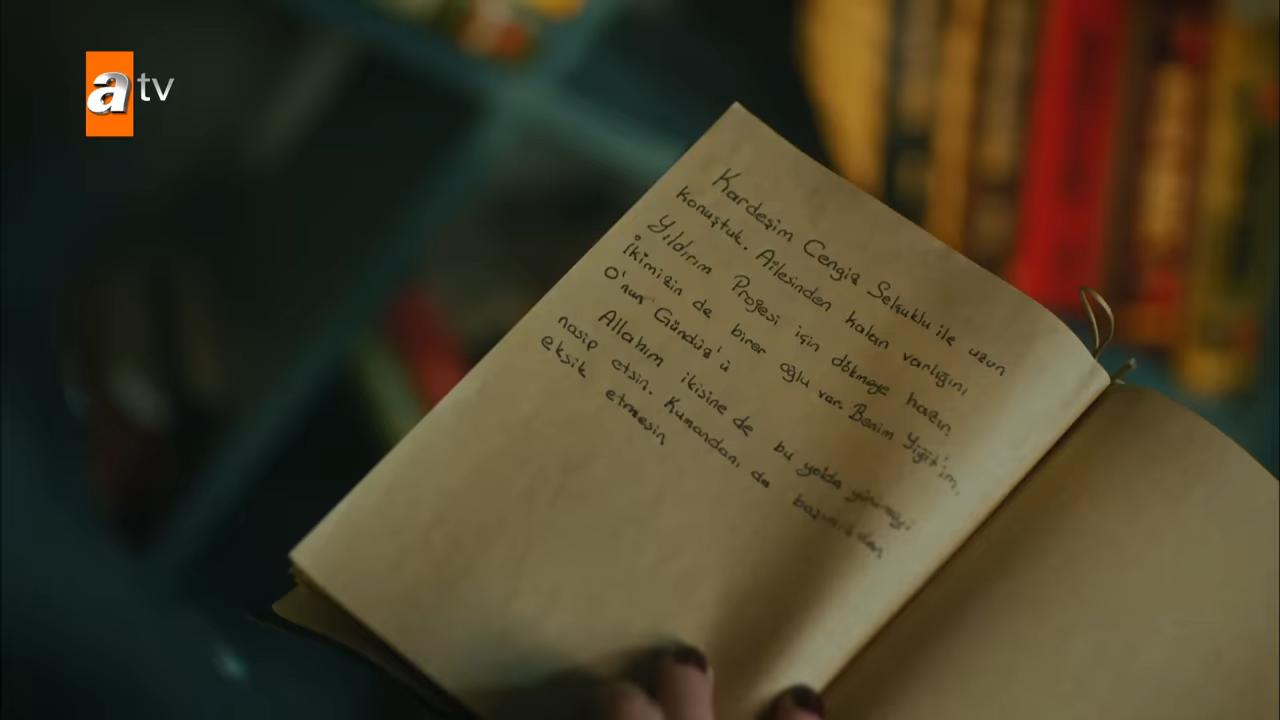 atv
Kardeşim Cengiz Selçuklu ile uzun
konuştuk. Ailesinden kalan varlığını
Yıldırım Projesi için dökmeye hazır.
İkimizin de birer oğlu var. Benim Yiğit'im,
O'nun Gündüz'ü
Allahım ikisine de bu yolda yürümeyi
nasip etsin. Kumandanı da başımızdan
eksik etmesin